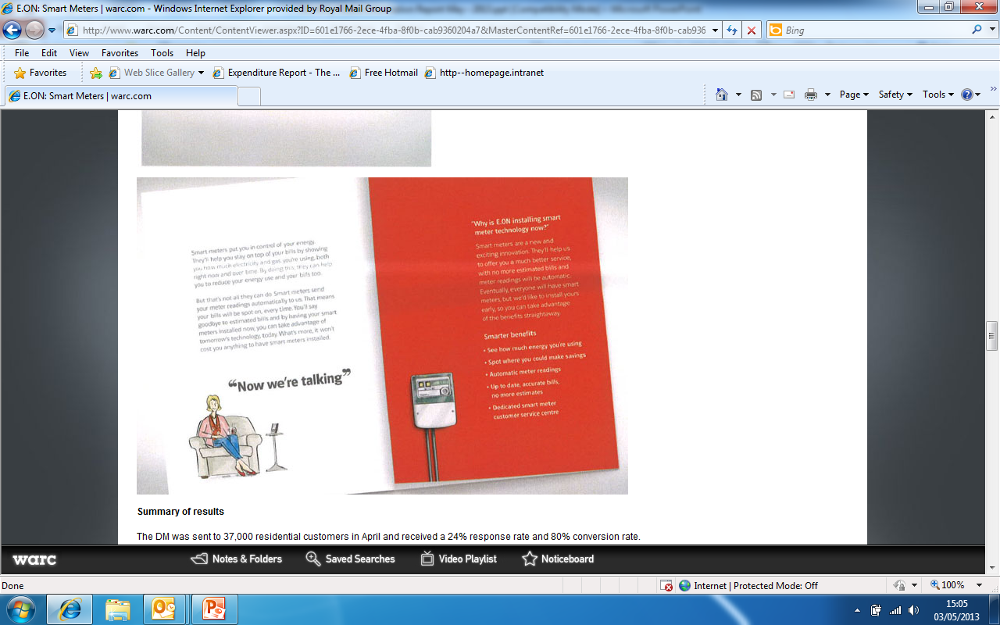 E.ON: Smart Meters | warc.com - Windows Internet Explorer provided by Royal Mail Group
http://www.warc.com/Content/ContentViewer.aspx?ID=601e1766-2ece-4fba-8f0b-cab9360204a7&MasterContentRef=601e1766-2ece-4fba-8f0b-cab936
Bing
File Edit View Favorites Tools Help
Favorites Web Slice Gallery Expenditure Report - The ... Free Hotmail http--homepage.intranet
E.ON: Smart Meters | warc.com
Page Safety Tools
Smart meters put you in control of your energy.
They'll help you stay on top of your bills by showing
you how much electricity and gas you're using, both
right now and over time. By doing this, they can help
you to reduce your energy use and your bills too.
But that's not all they can do. Smart meters send
your meter readings automatically to us. That means
your bills will be spot on, every time. You'll say
goodbye to estimated bills and by having your smart
meters installed now, you can take advantage of
tomorrow's technology, today. What's more, it won't
cost you anything to have smart meters installed.
“Now we're talking”
"Why is E.ON installing smart
meter technology now?"
Smart meters are a new and
exciting innovation. They'll help us
to offer you a much better service,
with no more estimated bills and
meter readings will be automatic.
Eventually, everyone will have smart
meters, but we'd like to install yours
early, so you can take advantage
of the benefits straightaway.
Smarter benefits
• See how much energy you're using
• Spot where you could make savings
• Automatic meter readings
• Up to date, accurate bills,
no more estimates
• Dedicated smart meter
customer service centre
Summary of results
The DM was sent to 37,000 residential customers in April and received a 24% response rate and 80% conversion rate.
warc Notes & Folders Saved Searches Video Playlist Noticeboard
Done Internet | Protected Mode: Off 100%
15:05
03/05/2013